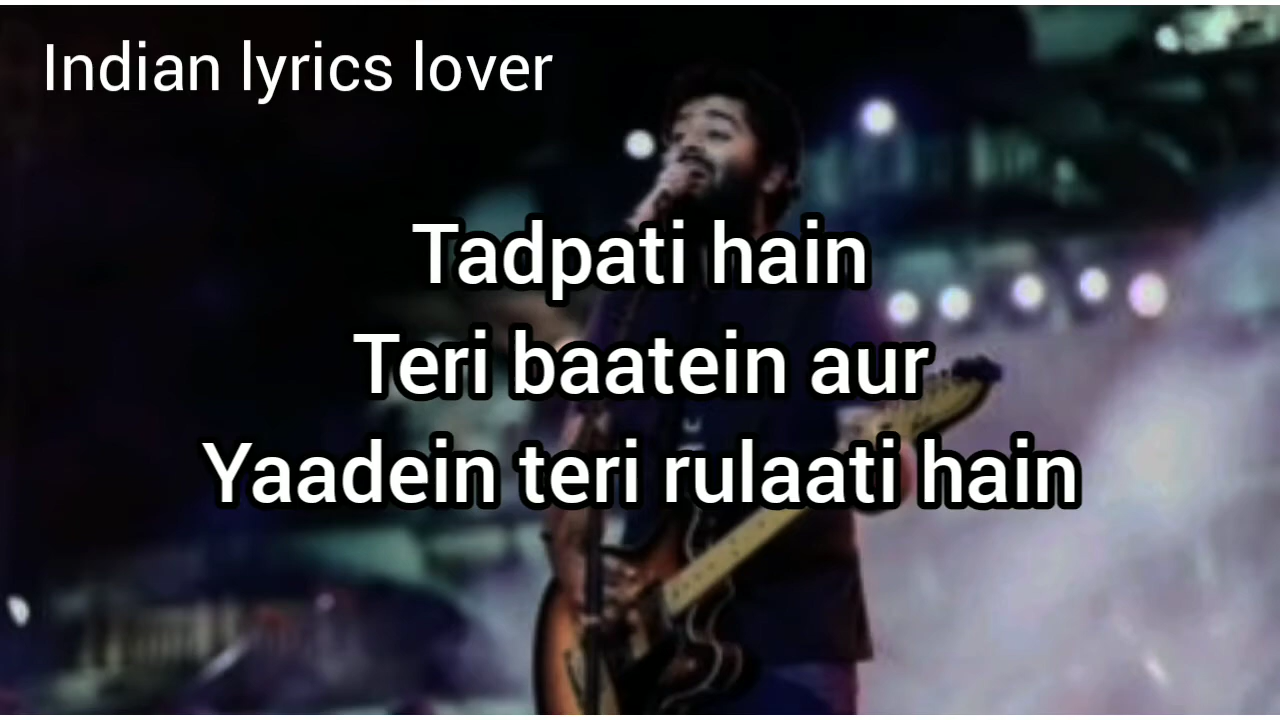 Indian lyrics lover
Tadpati hain
Teri baatein aur
Yaadein teri rulaati hain